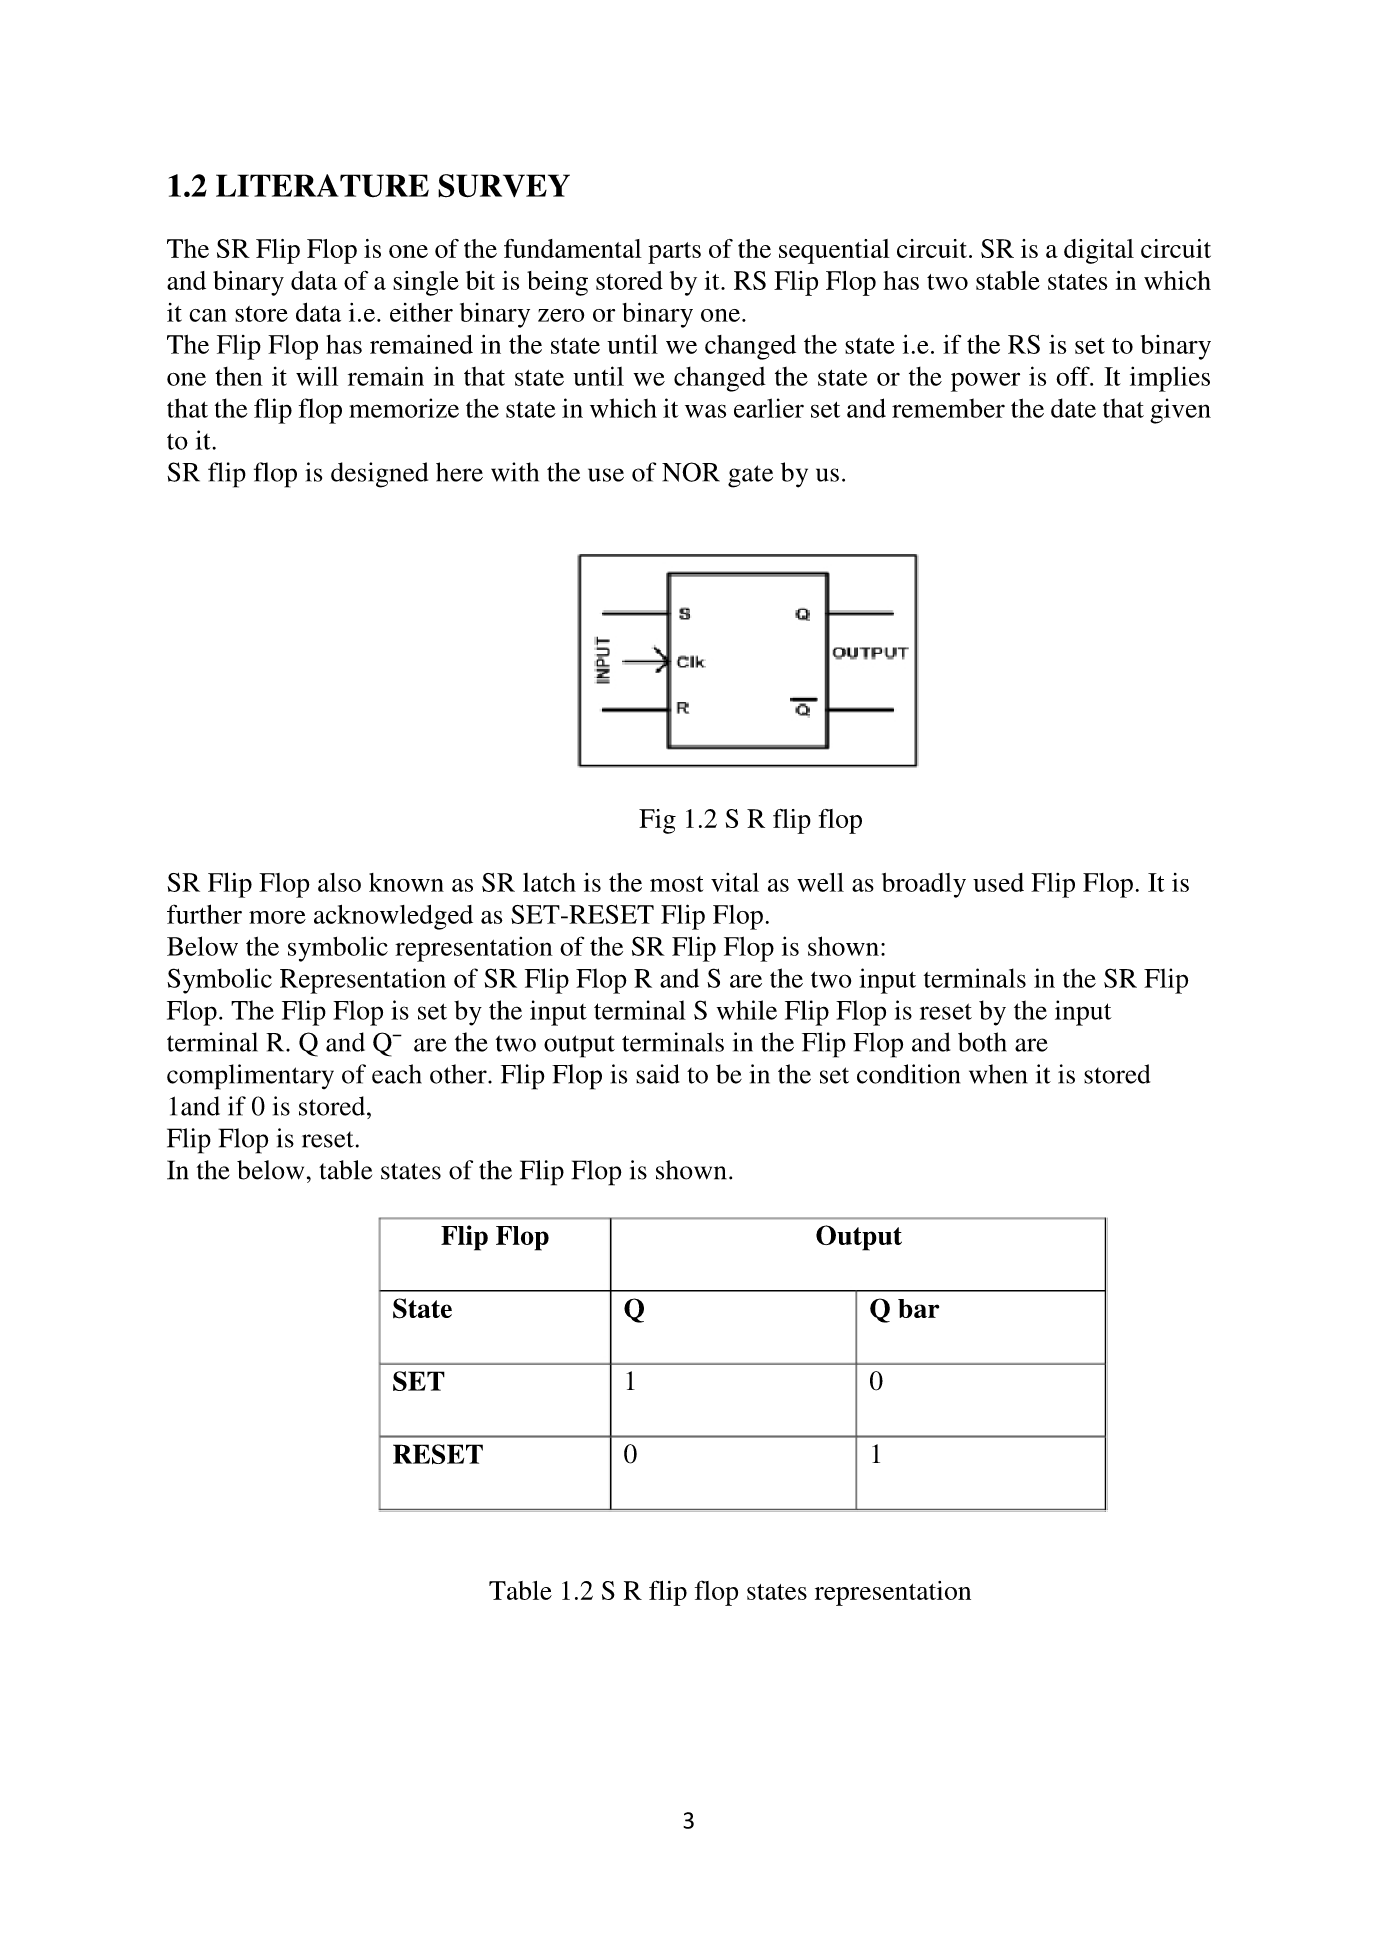 1.2 LITERATURE SURVEY
The SR Flip Flop is one of the fundamental parts of the sequential circuit. SR is a digital circuit
and binary data of a single bit is being stored by it. RS Flip Flop has two stable states in which
it can store data i.e. either binary zero or binary one.
The Flip Flop has remained in the state until we changed the state i.e. if the RS is set to binary
one then it will remain in that state until we changed the state or the power is off. It implies
that the flip flop memorize the state in which it was earlier set and remember the date that given
to it.
SR flip flop is designed here with the use of NOR gate by us.
S Q
INPUT Clk OUTPUT
R Q̅
Fig 1.2 S R flip flop
SR Flip Flop also known as SR latch is the most vital as well as broadly used Flip Flop. It is
further more acknowledged as SET-RESET Flip Flop.
Below the symbolic representation of the SR Flip Flop is shown:
Symbolic Representation of SR Flip Flop R and S are the two input terminals in the SR Flip
Flop. The Flip Flop is set by the input terminal S while Flip Flop is reset by the input
terminal R. Q and Q⁻ are the two output terminals in the Flip Flop and both are
complimentary of each other. Flip Flop is said to be in the set condition when it is stored
1and if 0 is stored,
Flip Flop is reset.
In the below, table states of the Flip Flop is shown.
Flip Flop Output
State Q Q bar
SET 1 0
RESET 0 1
Table 1.2 S R flip flop states representation
3